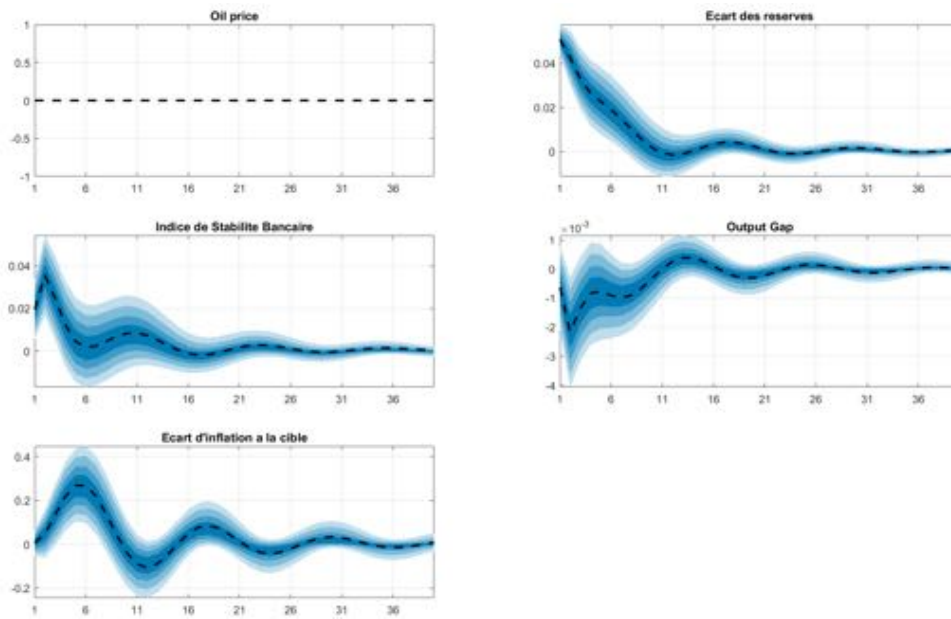 Oil price
1
0.5
0
-0.5
-1
1 6 11 16 21 26 31 36
Ecart des reserves
0.04
0.02
0
1 6 11 16 21 26 31 36
Indice de Stabilite Bancaire
0.04
0.02
0
1 6 11 16 21 26 31 36
Output Gap
×10-3
1
0
-1
-2
-3
-4
1 6 11 16 21 26 31 36
Ecart d'inflation a la cible
0.4
0.2
0
-0.2
1 6 11 16 21 26 31 36